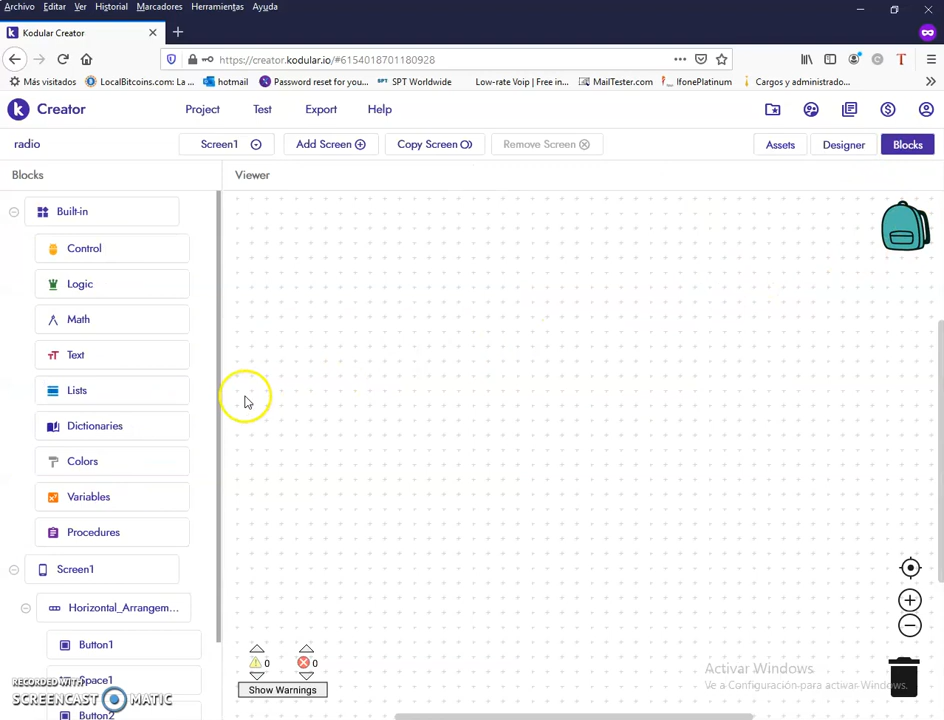 Archivo Editar Ver Historial Marcadores Herramientas Ayuda
Kodular Creator
https://creator.kodular.io/#6154018701180928
Más visitados LocalBitcoins.com: La ... hotmail Password reset for you... SPT Worldwide Low-rate Voip | Free in... MailTester.com IfonePlatinum Cargos y administrado...
Creator Project Test Export Help
radio Screen1 Add Screen Copy Screen Remove Screen Assets Designer Blocks
Blocks Viewer
Built-in
Control
Logic
Math
Text
Lists
Dictionaries
Colors
Variables
Procedures
Screen1
Horizontal_Arrangem...
Button1
Space1
Button2
0 0
Show Warnings
Activar Windows
Ve a Configuración para activar Windows.
RECORDED WITH
SCREENCAST MATIC